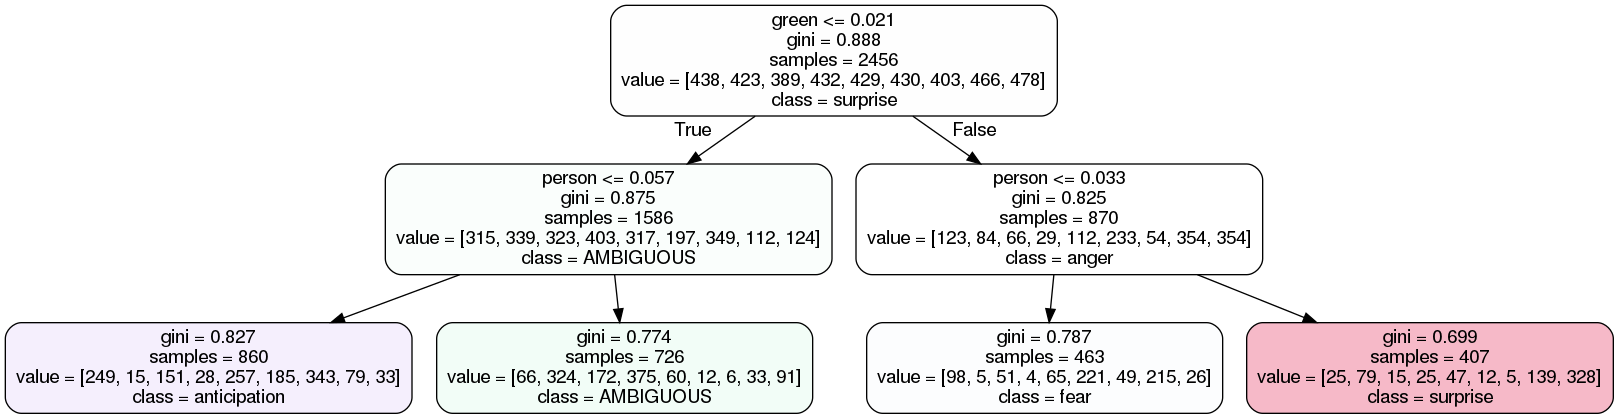 green <= 0.021
gini = 0.888
samples = 2456
value = [438, 423, 389, 432, 429, 430, 403, 466, 478]
class = surprise
True
False
person <= 0.057
gini = 0.875
samples = 1586
value = [315, 339, 323, 403, 317, 197, 349, 112, 124]
class = AMBIGUOUS
person <= 0.033
gini = 0.825
samples = 870
value = [123, 84, 66, 29, 112, 233, 54, 354, 354]
class = anger
gini = 0.827
samples = 860
value = [249, 15, 151, 28, 257, 185, 343, 79, 33]
class = anticipation
gini = 0.774
samples = 726
value = [66, 324, 172, 375, 60, 12, 6, 33, 91]
class = AMBIGUOUS
gini = 0.787
samples = 463
value = [98, 5, 51, 4, 65, 221, 49, 215, 26]
class = fear
gini = 0.699
samples = 407
value = [25, 79, 15, 25, 47, 12, 5, 139, 328]
class = surprise